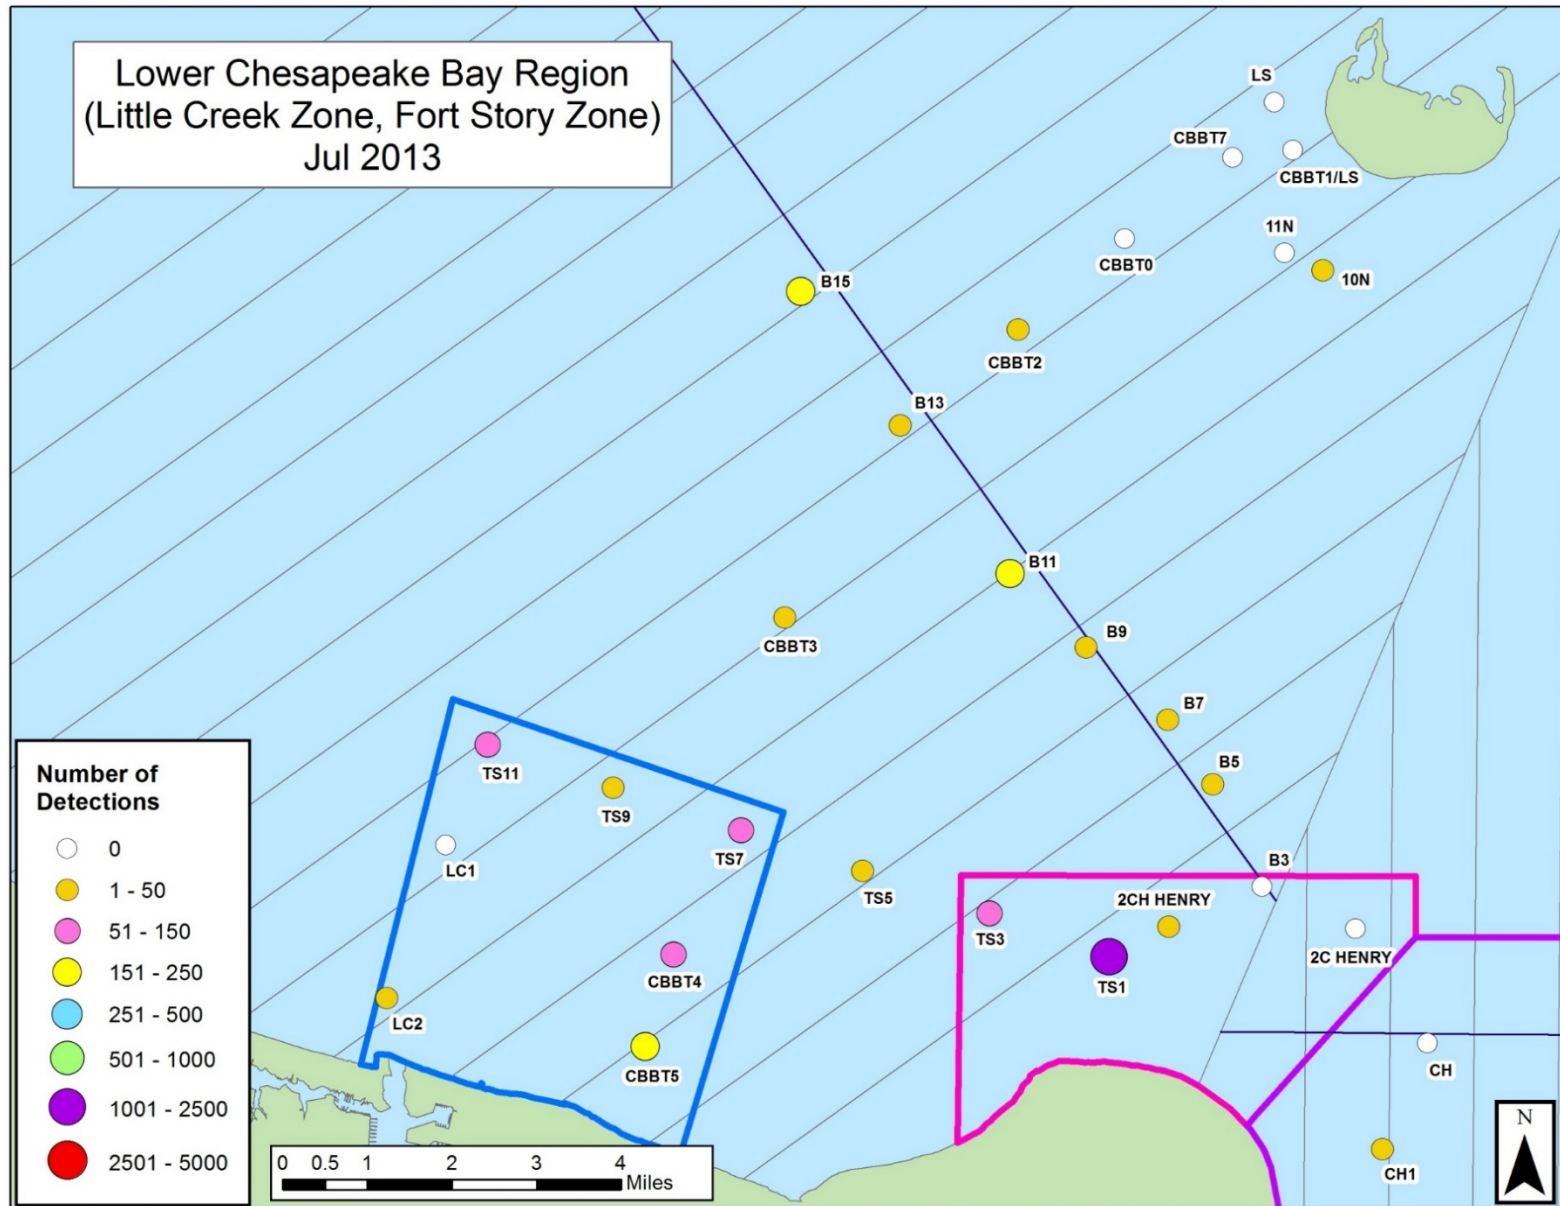 Lower Chesapeake Bay Region
(Little Creek Zone, Fort Story Zone)
Jul 2013
LS
CBBT7
CBBT1/LS
11N
CBBT0
10N
B15
CBBT2
B13
B11
CBBT3
B9
B7
B5
TS11
TS9
TS7
LC1
TS5
B3
2CH HENRY
TS3
2C HENRY
CBBT4
TS1
LC2
CH
CBBT5
CH1
Number of
Detections
0
1 - 50
51 - 150
151 - 250
251 - 500
501 - 1000
1001 - 2500
2501 - 5000
0 0.5 1 2 3 4
Miles
N